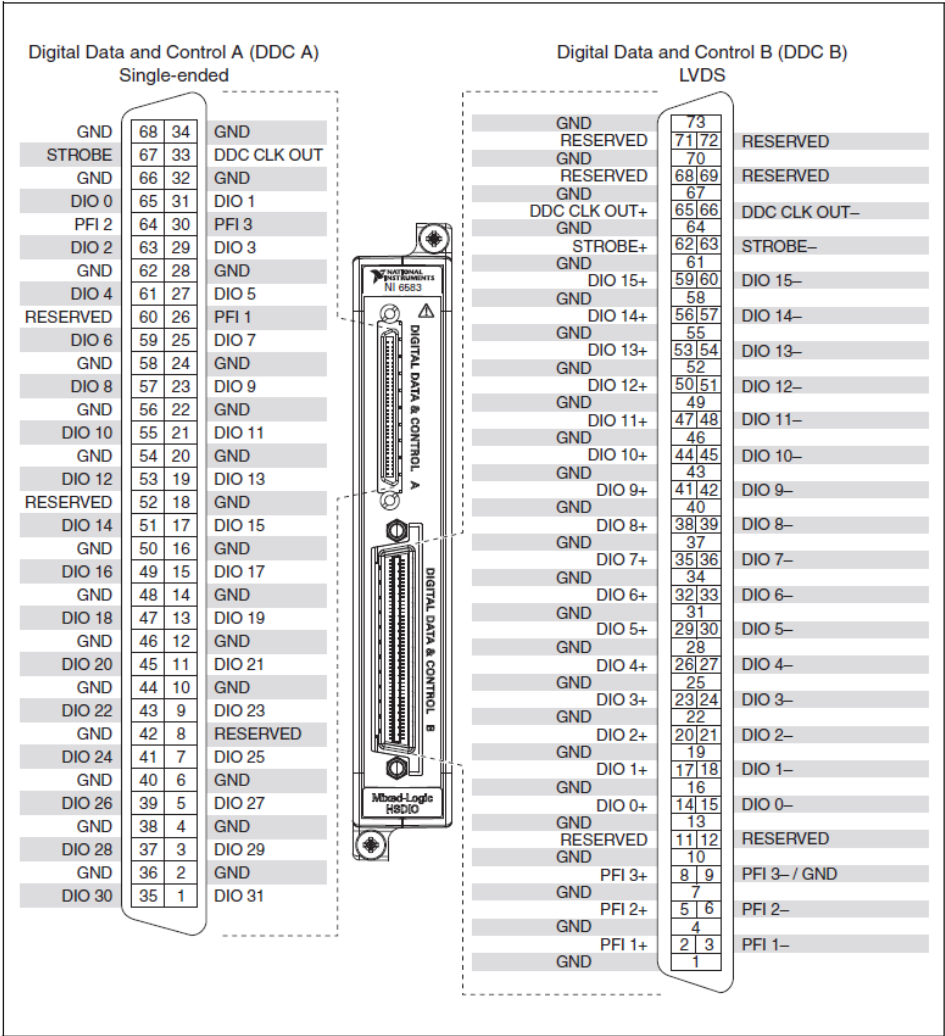 Digital Data and Control A (DDC A)
Single-ended
GND 68 34 GND
STROBE 67 33 DDC CLK OUT
GND 66 32 GND
DIO 0 65 31 DIO 1
PFI 2 64 30 PFI 3
DIO 2 63 29 DIO 3
GND 62 28 GND
DIO 4 61 27 DIO 5
RESERVED 60 26 PFI 1
DIO 6 59 25 DIO 7
GND 58 24 GND
DIO 8 57 23 DIO 9
GND 56 22 GND
DIO 10 55 21 DIO 11
GND 54 20 GND
DIO 12 53 19 DIO 13
RESERVED 52 18 GND
DIO 14 51 17 DIO 15
GND 50 16 GND
DIO 16 49 15 DIO 17
GND 48 14 GND
DIO 18 47 13 DIO 19
GND 46 12 GND
DIO 20 45 11 DIO 21
GND 44 10 GND
DIO 22 43 9 DIO 23
GND 42 8 RESERVED
DIO 24 41 7 DIO 25
GND 40 6 GND
DIO 26 39 5 DIO 27
GND 38 4 GND
DIO 28 37 3 DIO 29
GND 36 2 GND
DIO 30 35 1 DIO 31
NATIONAL
INSTRUMENTS
NI 6583
DIGITAL DATA & CONTROL A
DIGITAL DATA & CONTROL B
Mixed-Logic
HSDIO
Digital Data and Control B (DDC B)
LVDS
GND 73
RESERVED 71 72 RESERVED
GND 70
RESERVED 68 69 RESERVED
GND 67
DDC CLK OUT+ 65 66 DDC CLK OUT–
GND 64
STROBE+ 62 63 STROBE–
GND 61
DIO 15+ 59 60 DIO 15–
GND 58
DIO 14+ 56 57 DIO 14–
GND 55
DIO 13+ 53 54 DIO 13–
GND 52
DIO 12+ 50 51 DIO 12–
GND 49
DIO 11+ 47 48 DIO 11–
GND 46
DIO 10+ 44 45 DIO 10–
GND 43
DIO 9+ 41 42 DIO 9–
GND 40
DIO 8+ 38 39 DIO 8–
GND 37
DIO 7+ 35 36 DIO 7–
GND 34
DIO 6+ 32 33 DIO 6–
GND 31
DIO 5+ 29 30 DIO 5–
GND 28
DIO 4+ 26 27 DIO 4–
GND 25
DIO 3+ 23 24 DIO 3–
GND 22
DIO 2+ 20 21 DIO 2–
GND 19
DIO 1+ 17 18 DIO 1–
GND 16
DIO 0+ 14 15 DIO 0–
GND 13
RESERVED 11 12 RESERVED
GND 10
PFI 3+ 8 9 PFI 3– / GND
GND 7
PFI 2+ 5 6 PFI 2–
GND 4
PFI 1+ 2 3 PFI 1–
GND 1